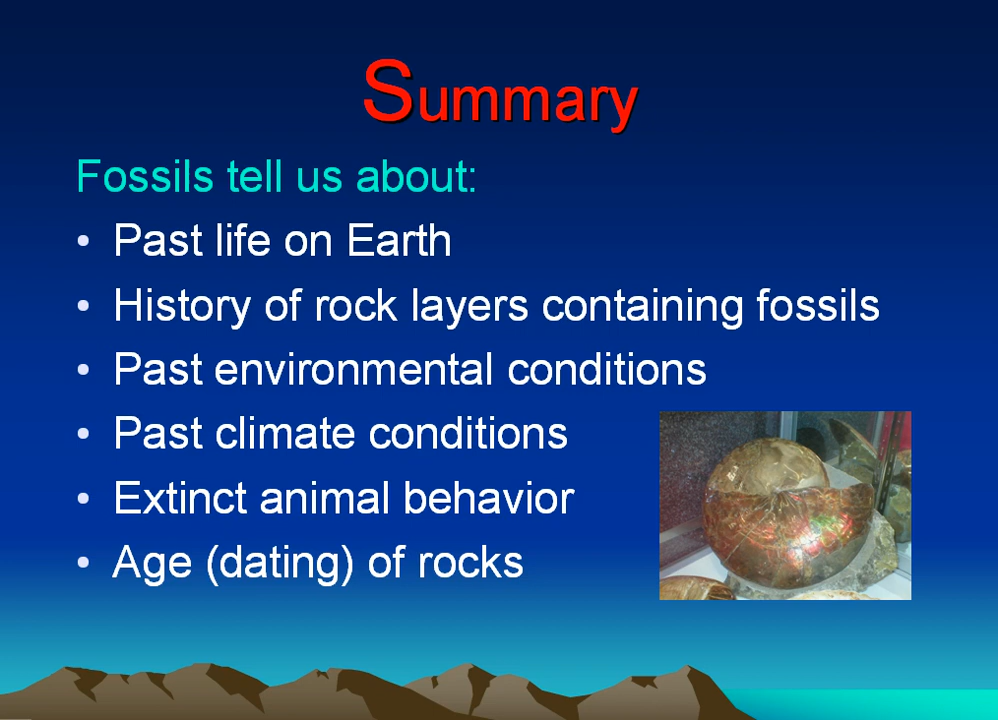 Summary
Fossils tell us about:
• Past life on Earth
• History of rock layers containing fossils
• Past environmental conditions
• Past climate conditions
• Extinct animal behavior
• Age (dating) of rocks